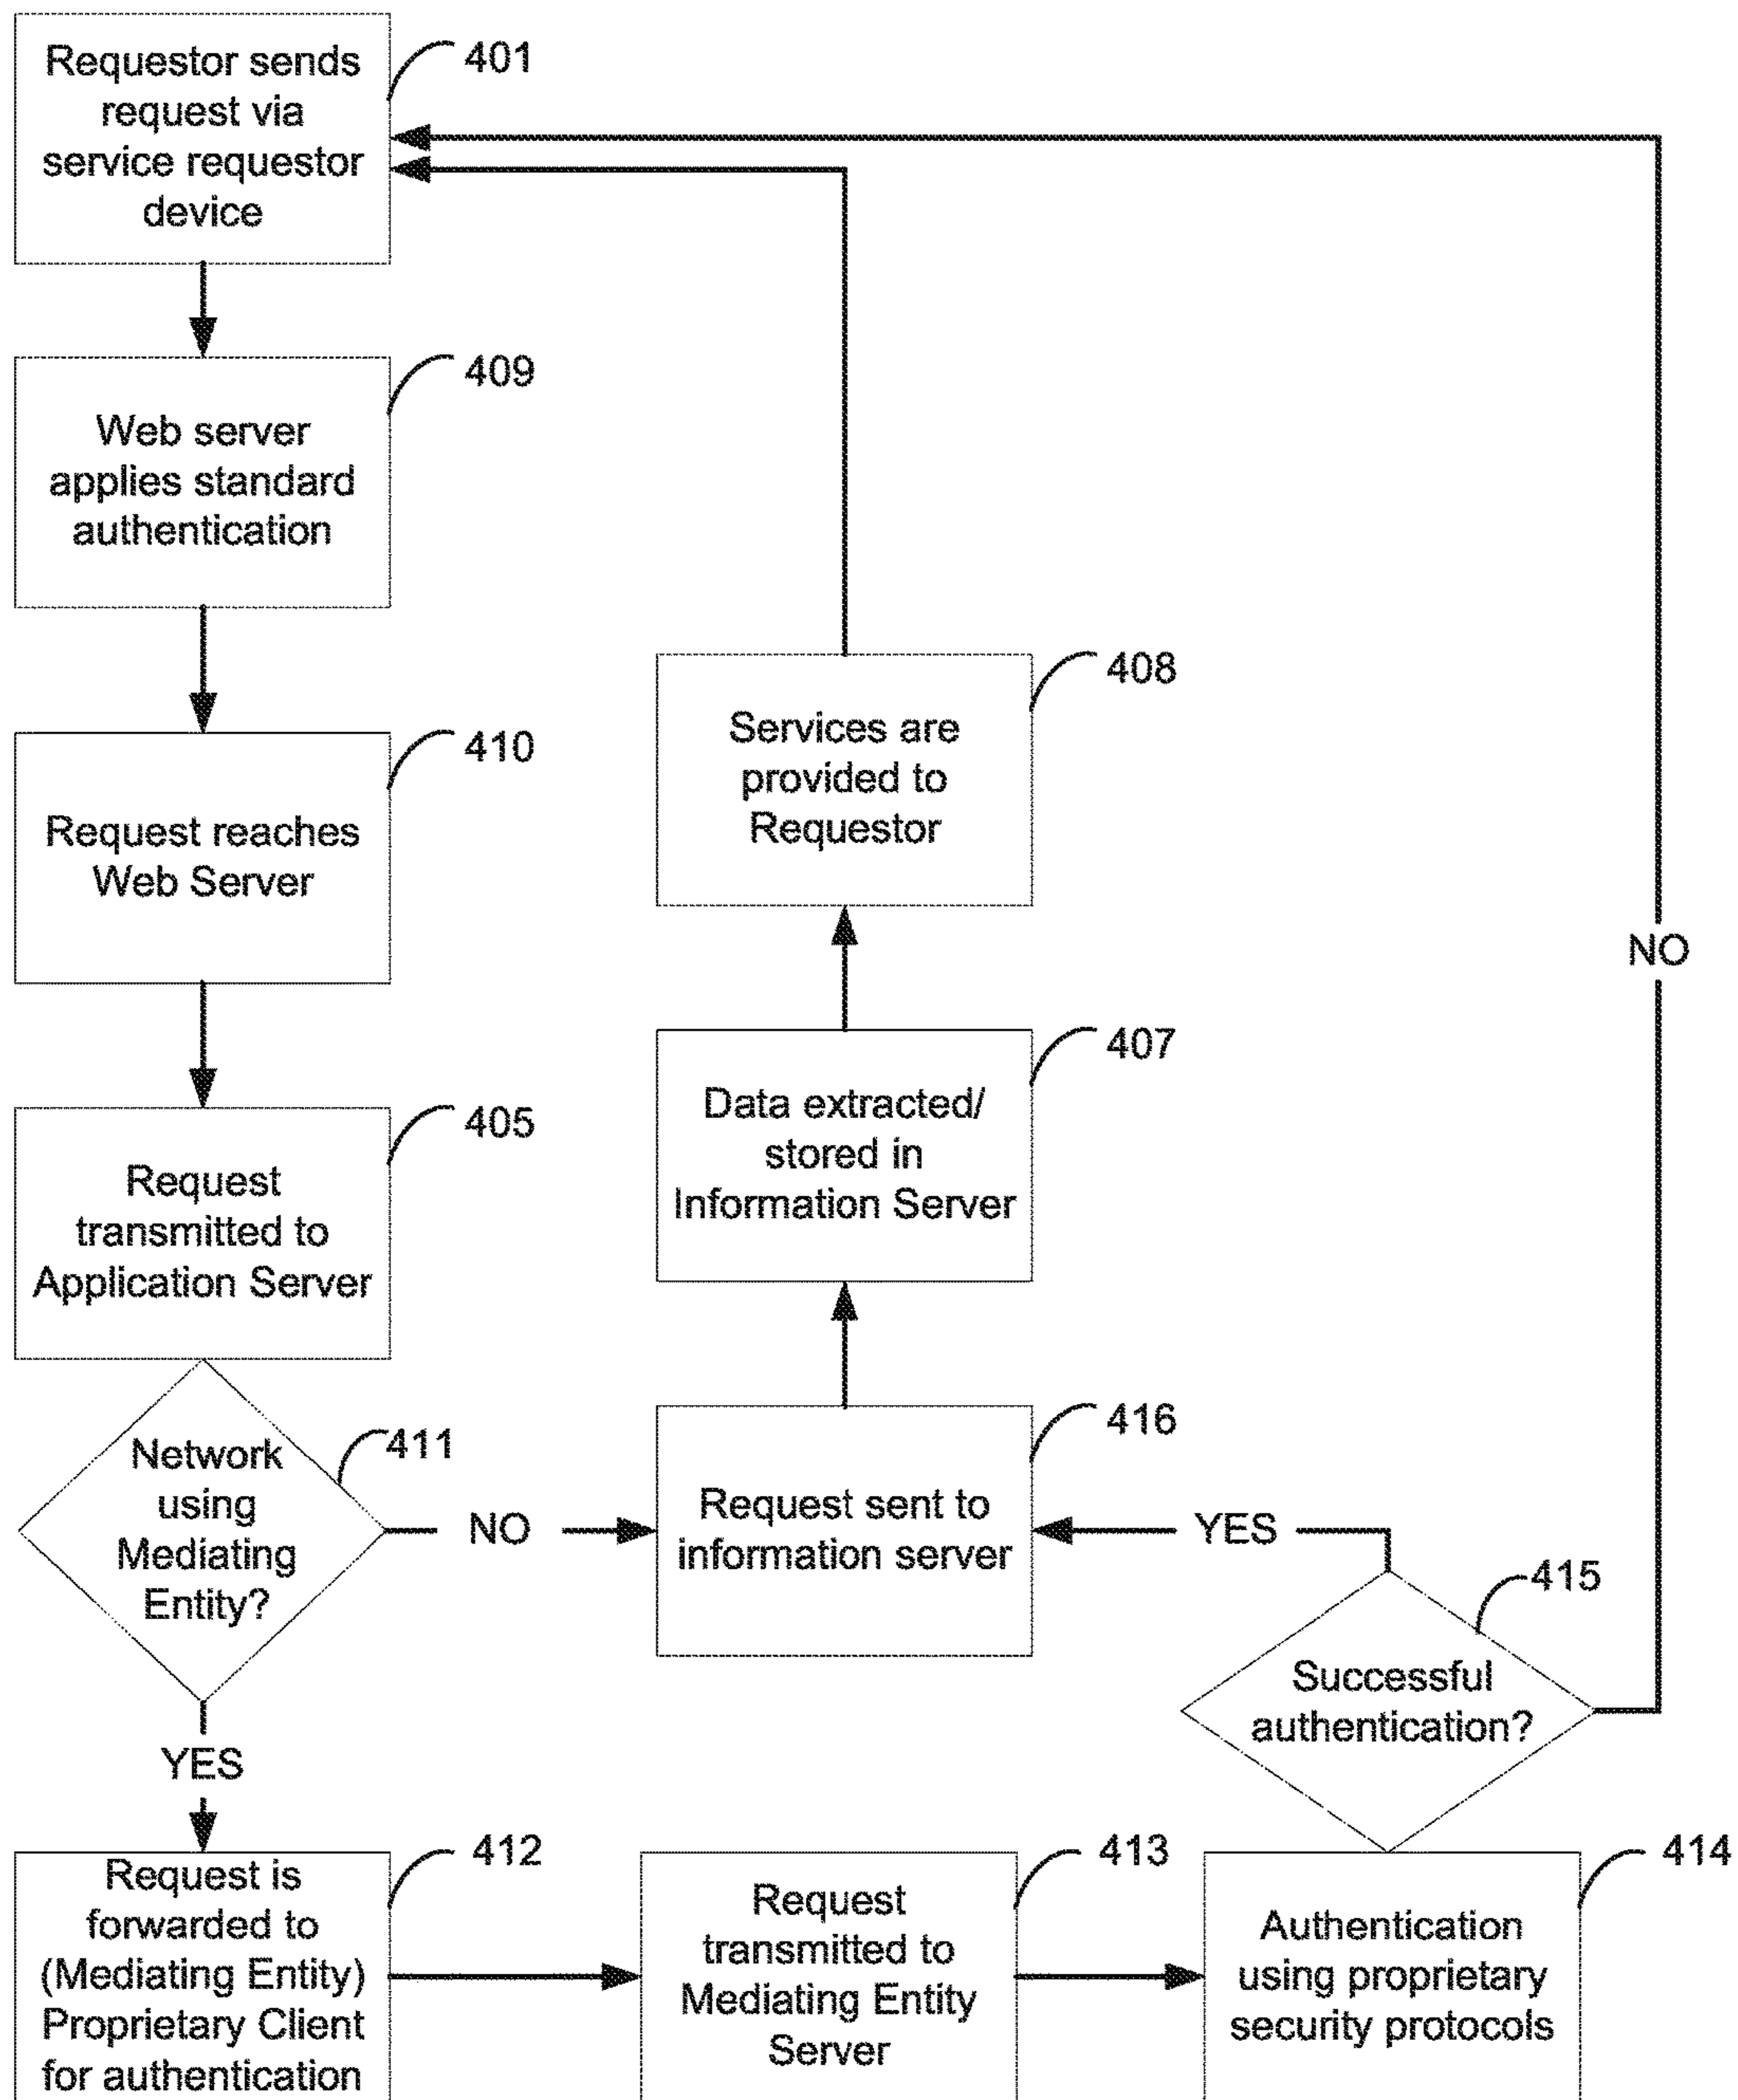 Requestor sends
request via
service requestor
device
401
Web server
applies standard
authentication
409
Request reaches
Web Server
410
Request
transmitted to
Application Server
405
Network
using
Mediating
Entity?
411
NO
YES
Request is
forwarded to
(Mediating Entity)
Proprietary Client
for authentication
412
Request
transmitted to
Mediating Entity
Server
413
Authentication
using proprietary
security protocols
414
Successful
authentication?
415
YES
NO
Request sent to
information server
416
Data extracted/
stored in
Information Server
407
Services are
provided to
Requestor
408